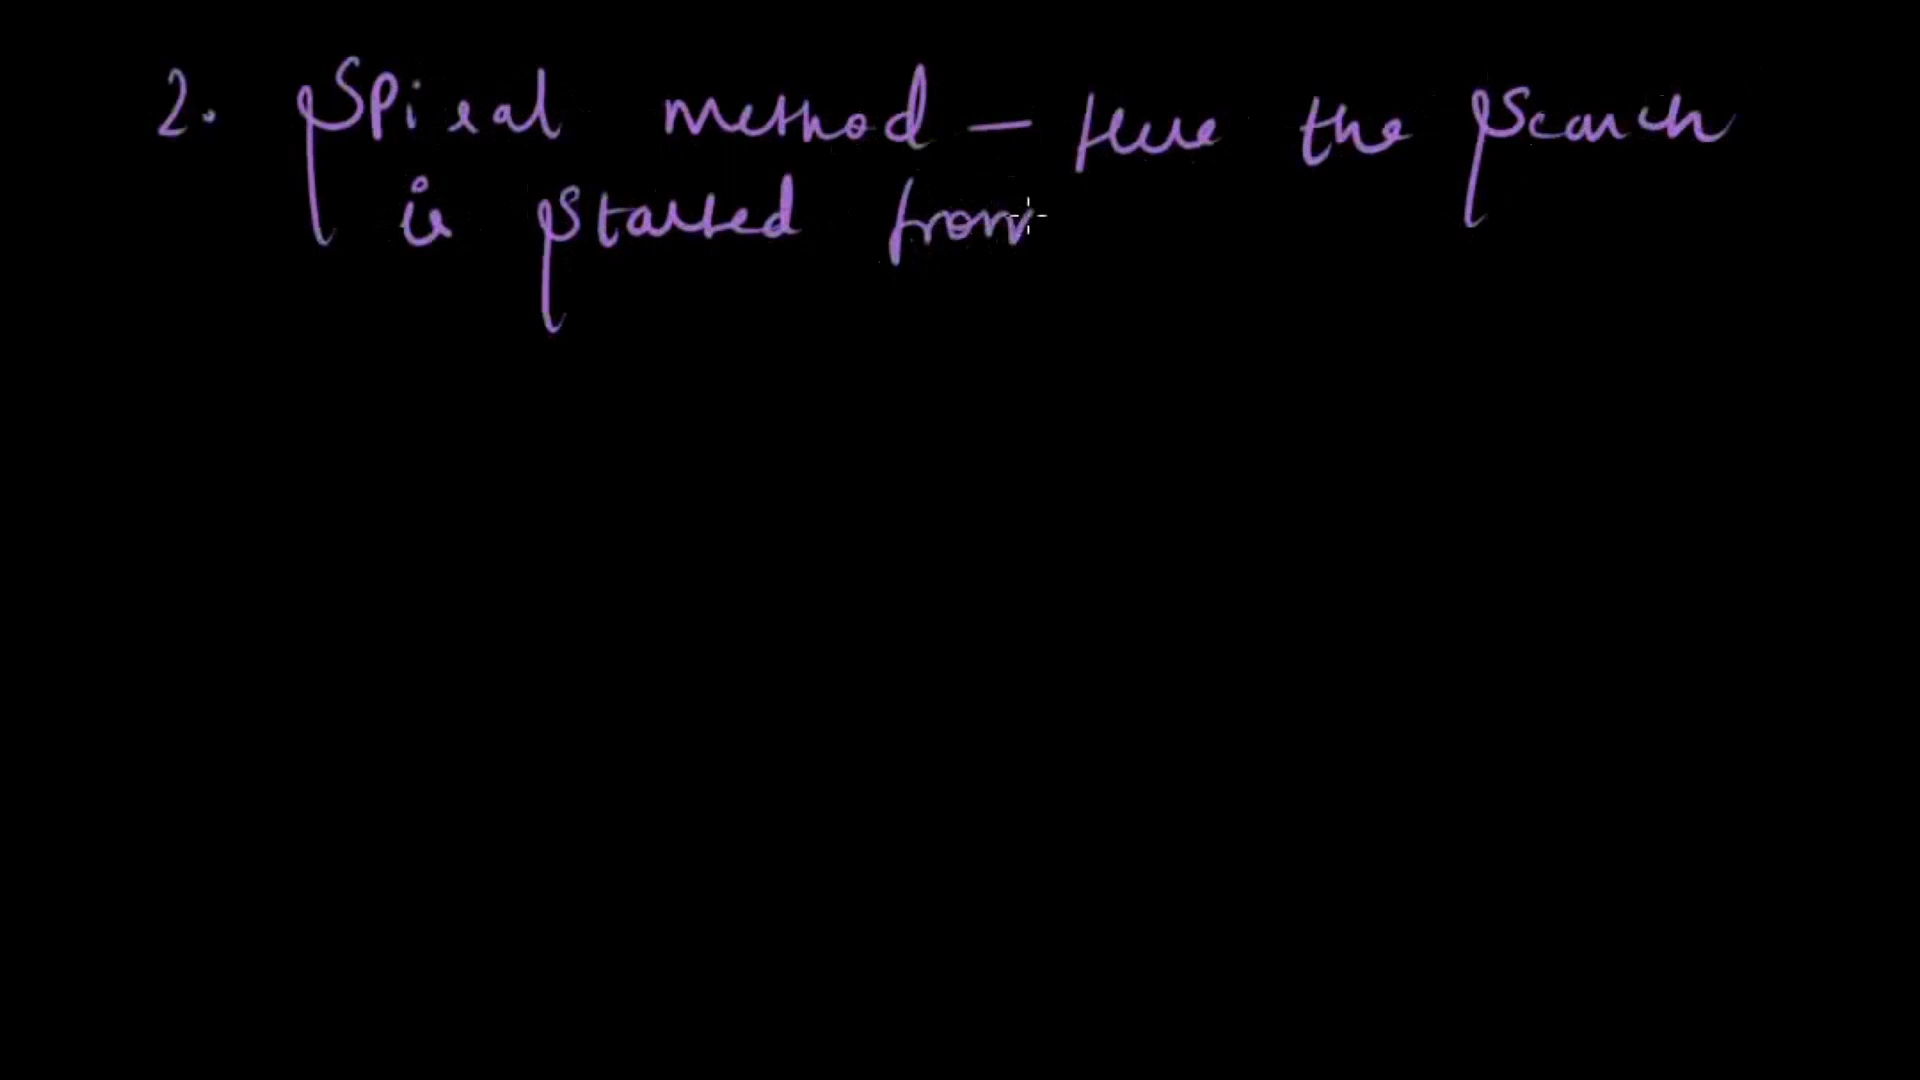 2. Spiral method — Here the search
is started from